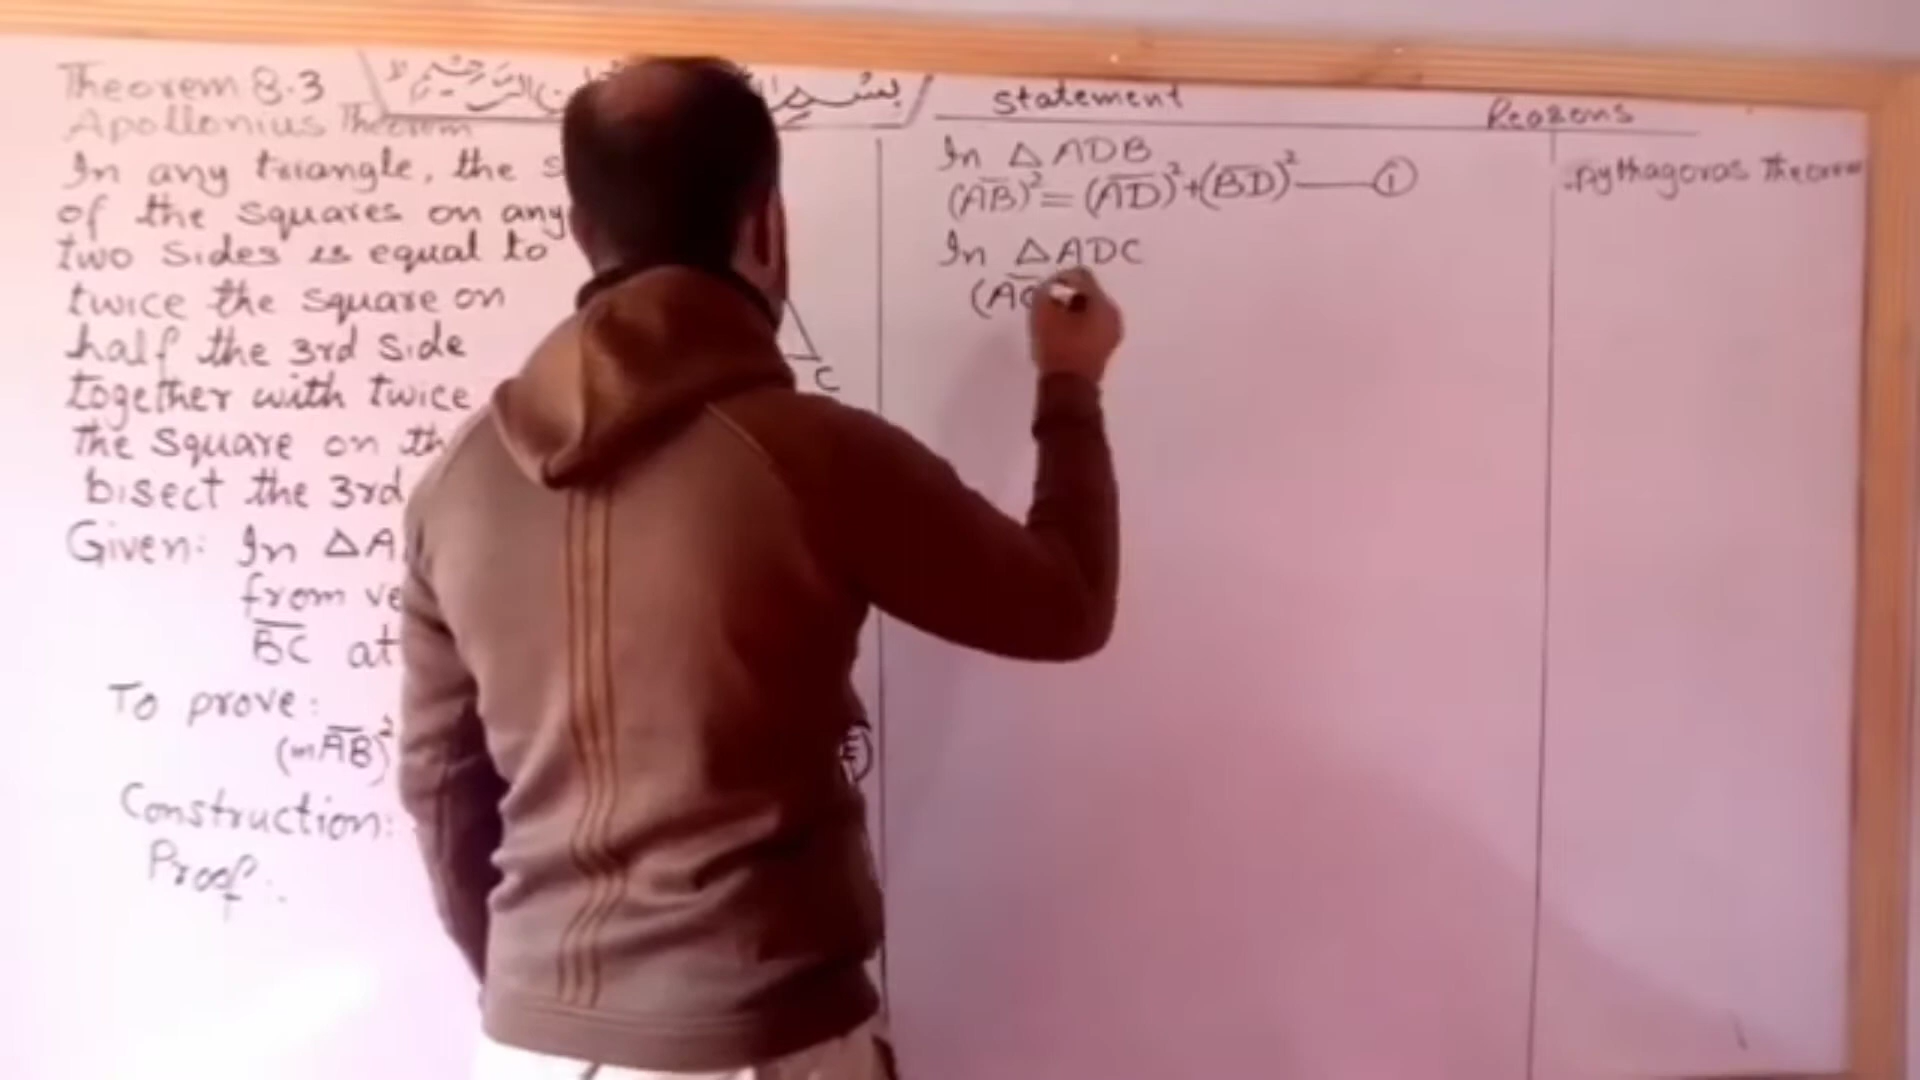 Theorem 8.3
Apollonius Theorem
In any triangle, the
of the squares on any
two sides is equal to
twice the square on
half the 3rd side
together with twice
The square on
bisect the 3rd
Given: In △A
from
BC at
To prove:
(mAB)²
Construction:
Proof:
بسم
C
statement
Reasons
In △ADB
(AB)² = (AD)² + (BD)² — ①
pythagoras Theorem
In △ADC
(AC